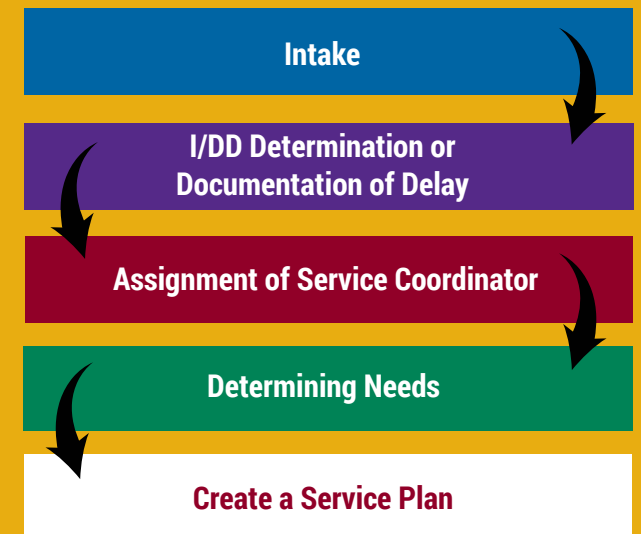 Intake
I/DD Determination or
Documentation of Delay
Assignment of Service Coordinator
Determining Needs
Create a Service Plan